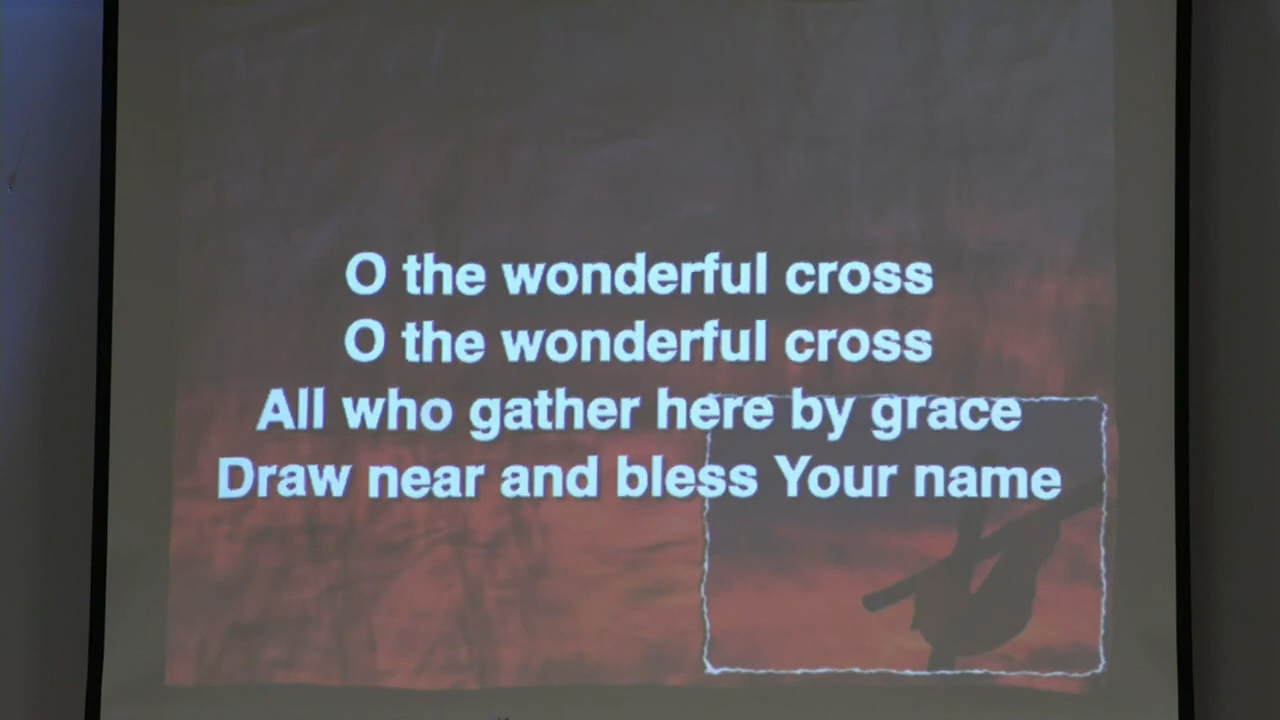 O the wonderful cross
O the wonderful cross
All who gather here by grace
Draw near and bless Your name